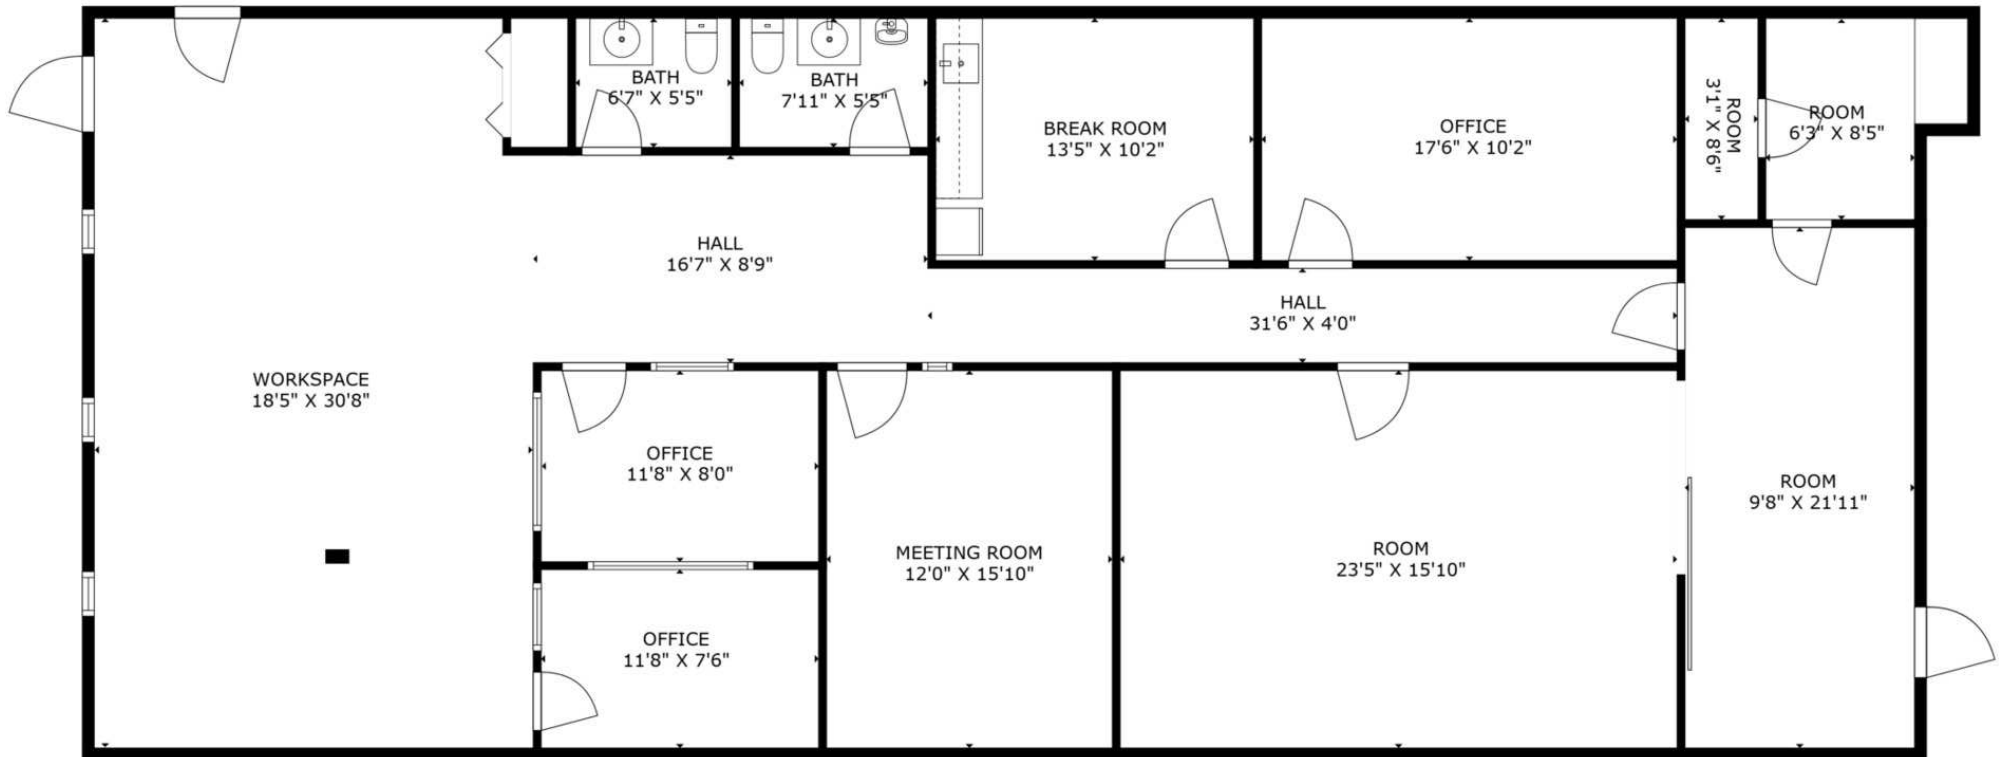 BATH
6'7" X 5'5"
BATH
7'11" X 5'5"
BREAK ROOM
13'5" X 10'2"
OFFICE
17'6" X 10'2"
ROOM
3'1" X 8'6"
ROOM
6'3" X 8'5"
HALL
16'7" X 8'9"
HALL
31'6" X 4'0"
WORKSPACE
18'5" X 30'8"
OFFICE
11'8" X 8'0"
ROOM
9'8" X 21'11"
MEETING ROOM
12'0" X 15'10"
ROOM
23'5" X 15'10"
OFFICE
11'8" X 7'6"